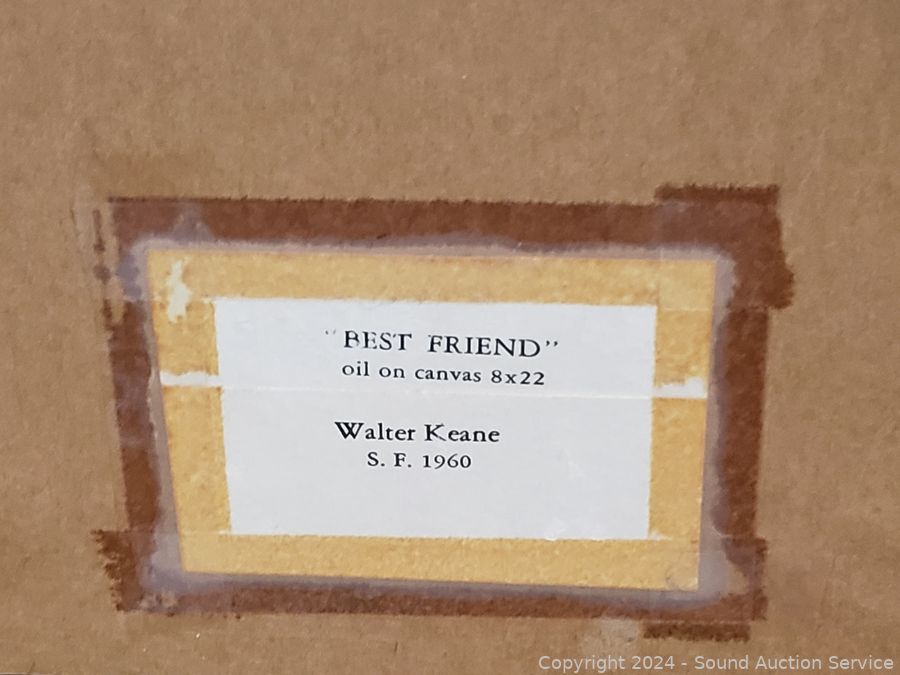 "BEST FRIEND"
oil on canvas 8x22
Walter Keane
S. F. 1960
Copyright 2024 - Sound Auction Service